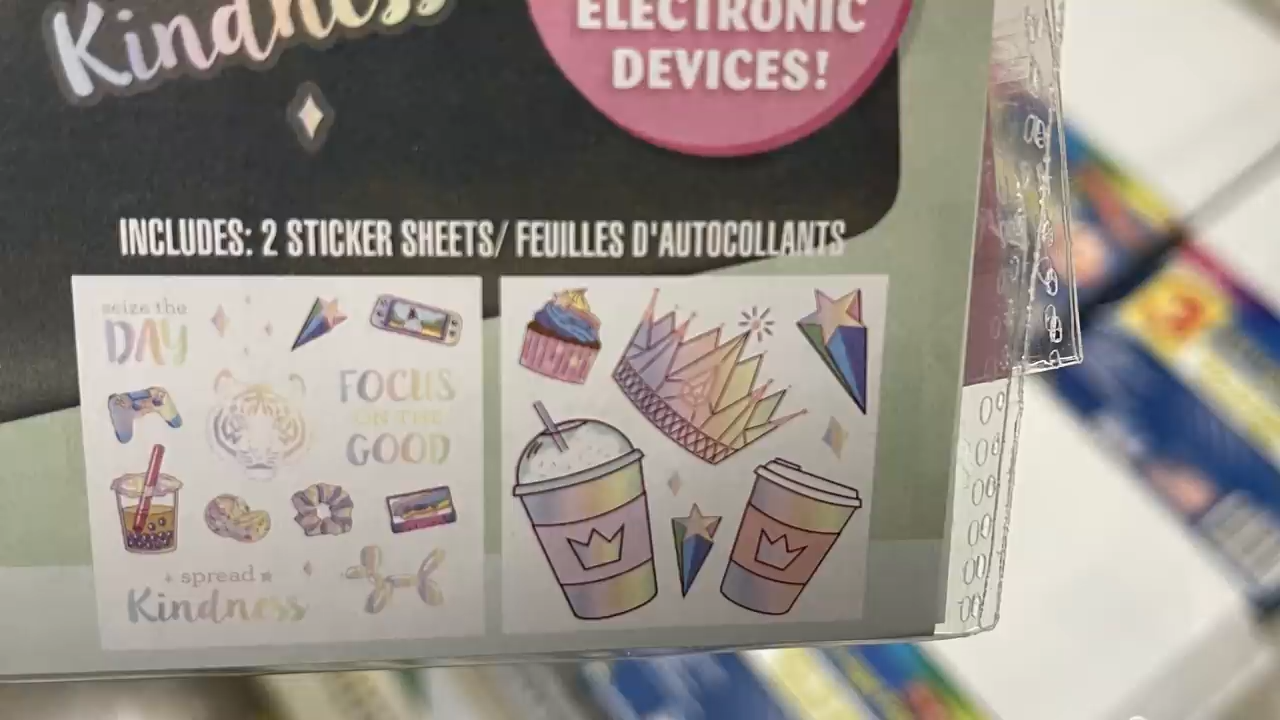 Kindness
ELECTRONIC
DEVICES!
INCLUDES: 2 STICKER SHEETS/ FEUILLES D'AUTOCOLLANTS
seize the
DAY
FOCUS
ON THE
GOOD
spread
Kindness